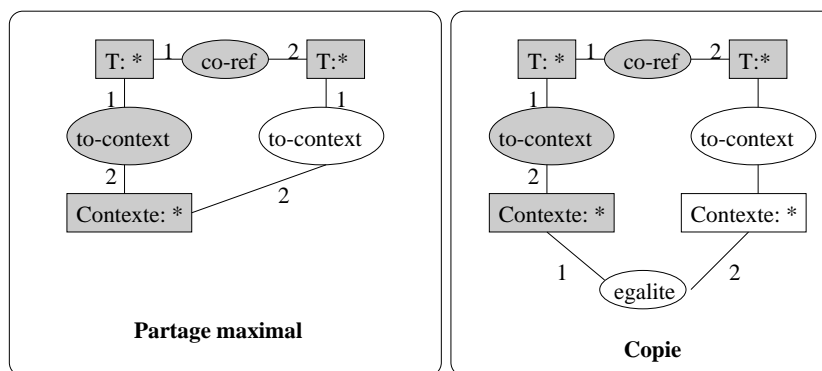 T: * 1 co-ref 2 T:*
1 1
to-context to-context
2 2
Contexte: *
Partage maximal
T: * 1 co-ref 2 T:*
1
to-context to-context
2
Contexte: * Contexte: *
1 egalite 2
Copie